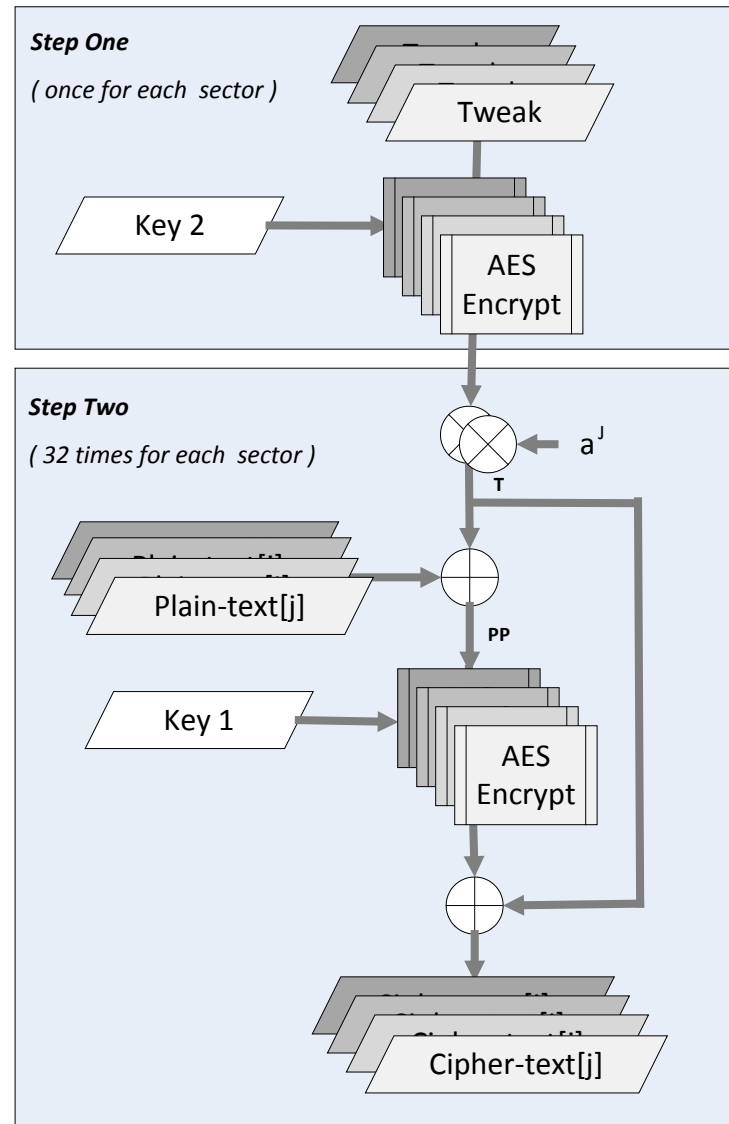 Step One
( once for each sector )
Tweak
Key 2
AES
Encrypt
Step Two
( 32 times for each sector )
a^J
T
Plain-text[j]
PP
Key 1
AES
Encrypt
Cipher-text[j]